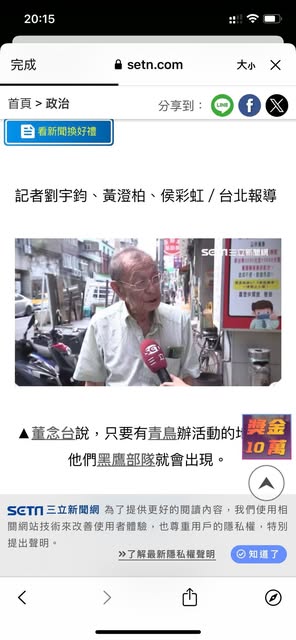 20:15
完成
setn.com
大小
首頁 > 政治
分享到：
看新聞換好禮
記者劉宇鈞、黃澄柏、侯彩虹／台北報導
SETN 三立新聞網
▲董念台說，只要有青鳥辦活動的地
他們黑鷹部隊就會出現。
獎金
10萬
SETN 三立新聞網 為了提供更好的閱讀內容，我們使用相
關網站技術來改善使用者體驗，也尊重用戶的隱私權，特別
提出聲明。
>>了解最新隱私權聲明
知道了